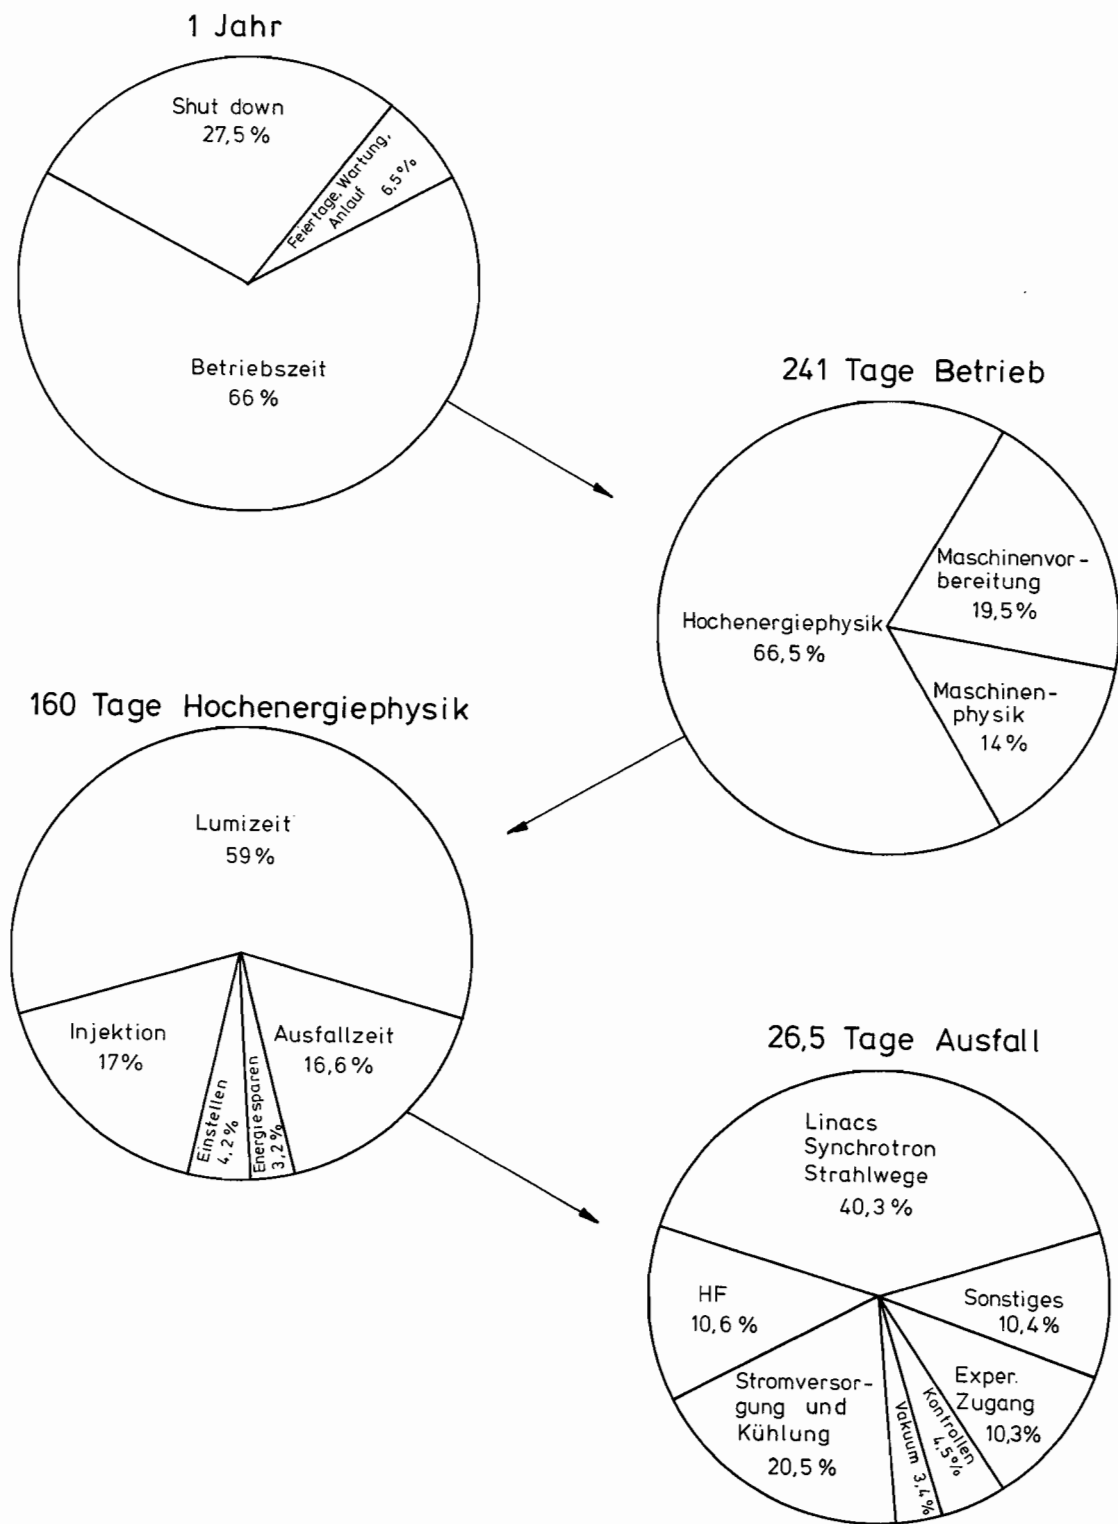 1 Jahr
Shut down
27,5 %
Feiertage, Wartung,
Anlauf 6,5 %
Betriebszeit
66 %
241 Tage Betrieb
Maschinenvor-
bereitung
19,5 %
Hochenergiephysik
66,5 %
Maschinen-
physik
14 %
160 Tage Hochenergiephysik
Lumizeit
59 %
Injektion
17 %
Einstellen
4,2 %
Energie sparen
3,2 %
Ausfallzeit
16,6 %
26,5 Tage Ausfall
Linacs
Synchrotron
Strahlwege
40,3 %
HF
10,6 %
Sonstiges
10,4 %
Stromversor-
gung und
Kühlung
20,5 %
Vakuum 3,4 %
Kontrollen
4,5 %
Exper.
Zugang
10,3 %